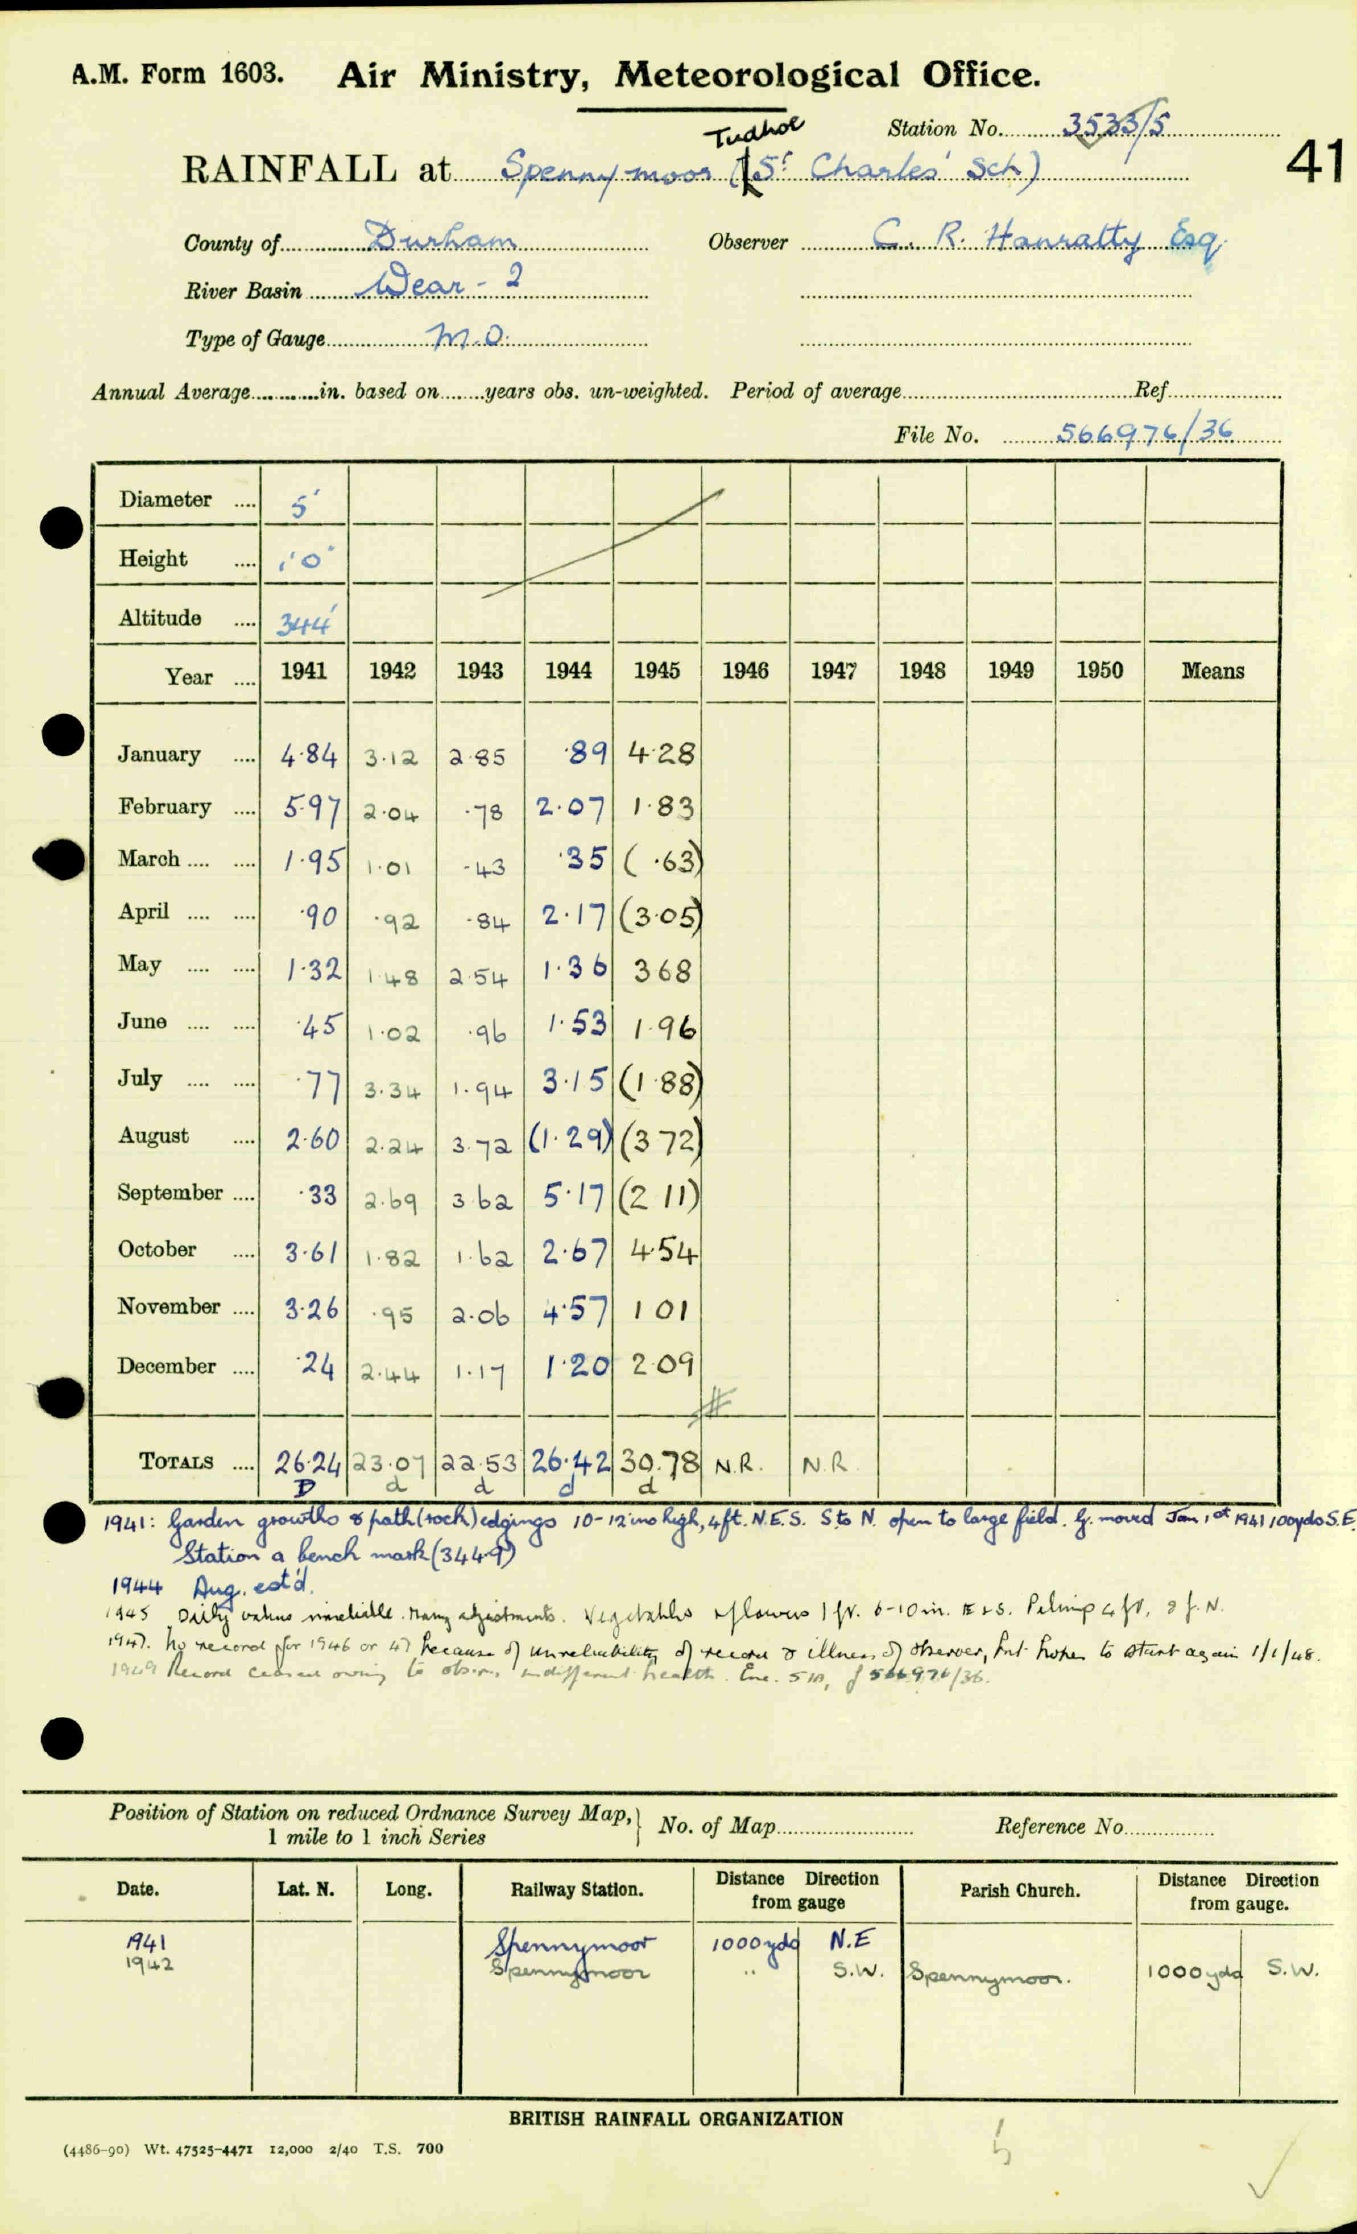 A.M. Form 1603. Air Ministry, Meteorological Office.
Station No. 3533/5
41
Tudhoe
RAINFALL at Spennymoor (St Charles' Sch)
County of Durham Observer C. R. Hanratty Esq.
River Basin Wear - 2
Type of Gauge M.O.
Annual Average in. based on years obs. un-weighted. Period of average Ref
File No. 566976/36
Diameter 5"
Height 1'0"
Altitude 344'
Year 1941 1942 1943 1944 1945 1946 1947 1948 1949 1950 Means
January 4·84 3·12 2·85 ·89 4·28
February 5·97 2·04 ·78 2·07 1·83
March 1·95 1·01 ·43 ·35 (·63)
April ·90 ·92 ·84 2·17 (3·05)
May 1·32 1·48 2·54 1·36 3 68
June ·45 1·02 ·96 1·53 1·96
July ·77 3·34 1·94 3·15 (1·88)
August 2·60 2·24 3·72 (1·29) (3 72)
September ·33 2·69 3 62 5·17 (2 11)
October 3·61 1·82 1·62 2·67 4·54
November 3·26 ·95 2·06 4·57 1 01
December ·24 2·44 1·17 1·20 2·09
TOTALS 26·24 23·07 22·53 26·42 30.78 N.R. N.R.
D d d d d
1941: Garden growths & path (rock) edgings 10-12 ins high, 4ft. N.E.S. S to N open to large field. G. moved Jan 1st 1941 100yds S.E.
Station a bench mark (344·9)
1944 Aug. est'd.
1945 Daily values unreliable. Many adjustments. Vegetables & flowers 1 ft. 6-10 in. E & S. Paling 4 ft, N.
1947. No record for 1946 or 47 because of unreliability of record & illness of observer, but hopes to start again 1/1/48.
1949 Record ceased owing to indifferent health. Enc. 51A, 566976/36.
Position of Station on reduced Ordnance Survey Map, } No. of Map Reference No.
1 mile to 1 inch Series
Date. Lat. N. Long. Railway Station. Distance Direction from gauge Parish Church. Distance Direction from gauge.
1941 Spennymoor 1000 yds N.E
1942 Spennymoor " S.W. Spennymoor. 1000 yds S.W.
BRITISH RAINFALL ORGANIZATION
(4486-90) Wt. 47525-4471 12,000 2/40 T.S. 700
5